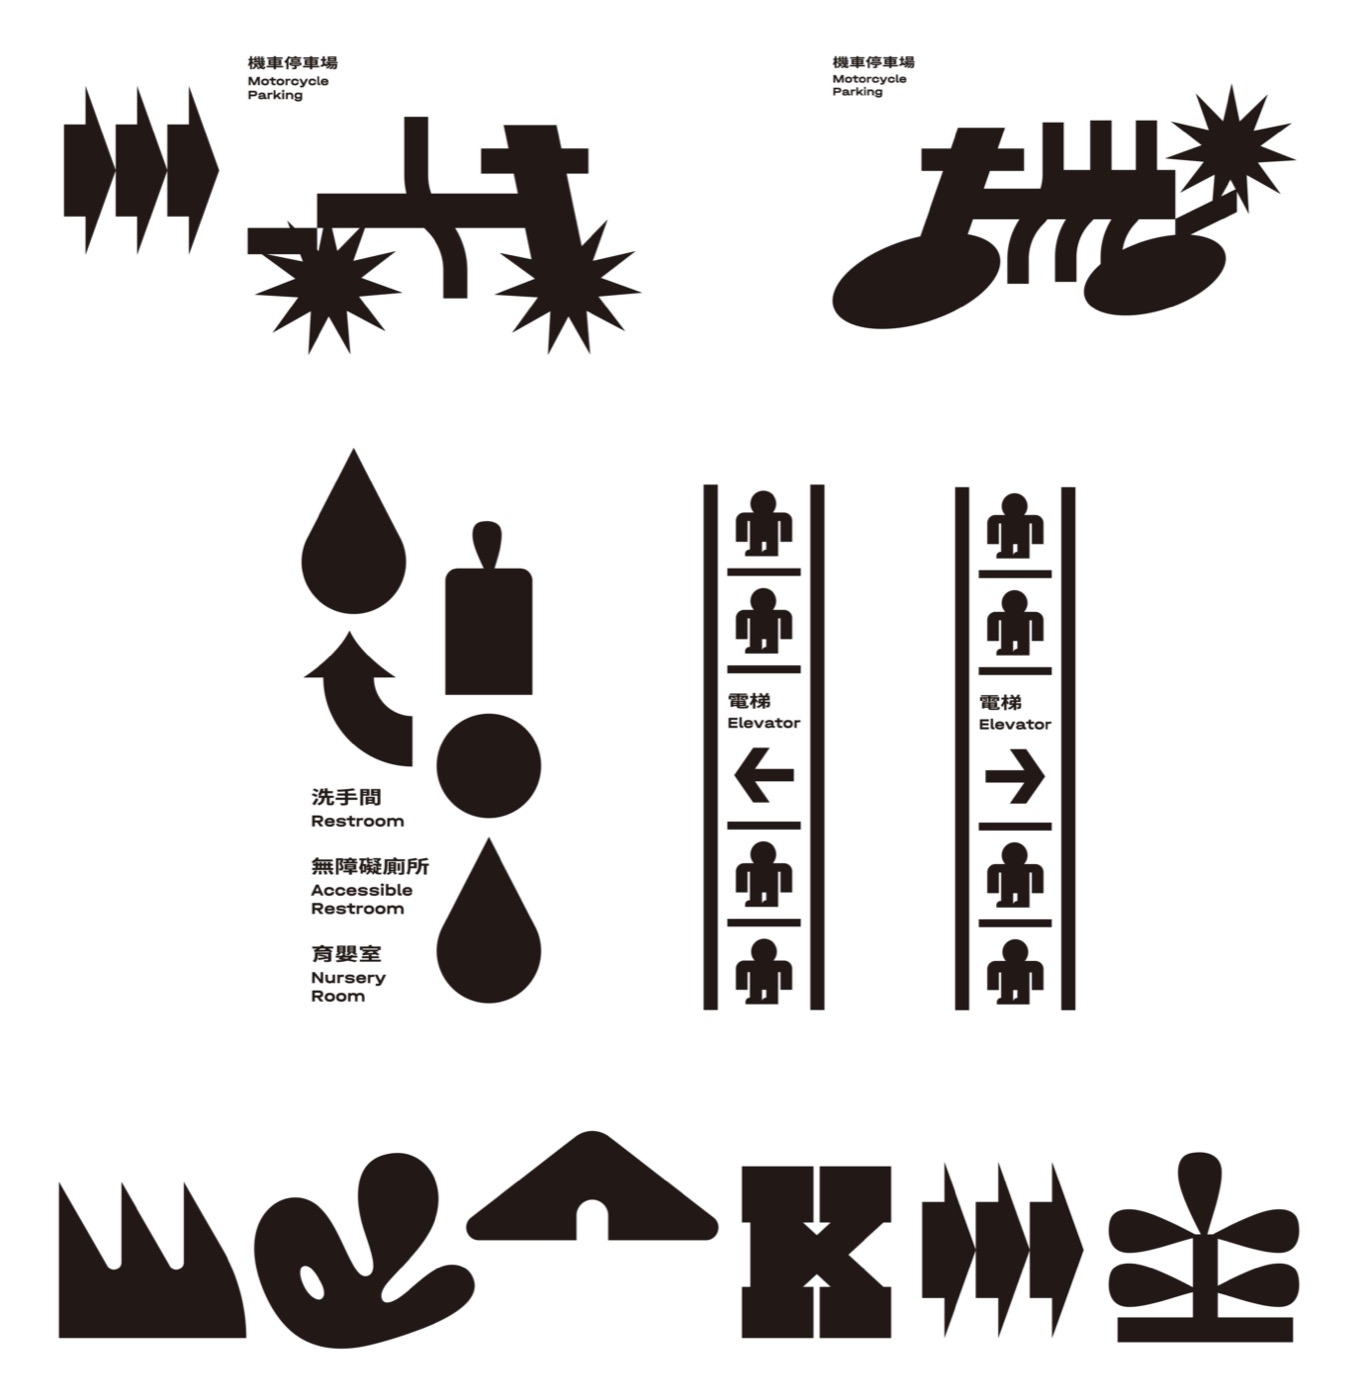 機車停車場
Motorcycle
Parking
機車停車場
Motorcycle
Parking
洗手間
Restroom
無障礙廁所
Accessible
Restroom
育嬰室
Nursery
Room
電梯
Elevator
電梯
Elevator
K